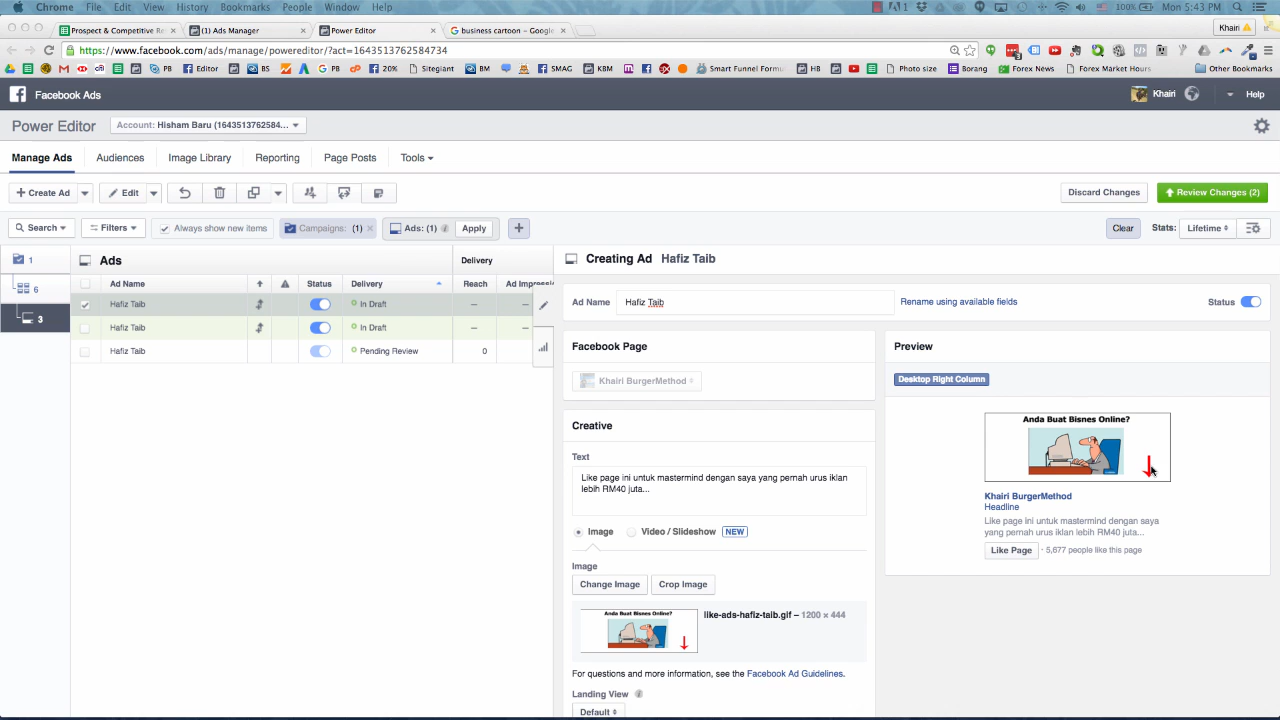 Chrome File Edit View History Bookmarks People Window Help
1 100% Mon 5:43 PM
Prospect & Competitive Re
(1) Ads Manager
Power Editor
business cartoon – Google
Khairi
https://www.facebook.com/ads/manage/powereditor/?act=1643513762584734
PB Editor BS GA PB 20% Sitegiant BM SMAG KBM Smart Funnel Formul HB Photo size Borang Forex News Forex Market Hours Other Bookmarks
Facebook Ads
Khairi
Help
Power Editor
Account: Hisham Baru (1643513762584...
Manage Ads Audiences Image Library Reporting Page Posts Tools
+ Create Ad
Edit
Discard Changes
Review Changes (2)
Search
Filters
Always show new items
Campaigns: (1)
Ads: (1)
Apply
+
Clear
Stats:
Lifetime
1
6
3
Ads
Delivery
Ad Name Status Delivery Reach Ad Impressi
Hafiz Taib In Draft — —
Hafiz Taib In Draft — —
Hafiz Taib Pending Review 0
Creating Ad Hafiz Taib
Ad Name Hafiz Taib Rename using available fields Status
Facebook Page
Khairi BurgerMethod
Creative
Text
Like page ini untuk mastermind dengan saya yang pernah urus iklan
lebih RM40 juta...
Image Video / Slideshow NEW
Image
Change Image Crop Image
Anda Buat Bisnes Online?
like-ads-hafiz-taib.gif – 1200 × 444
For questions and more information, see the Facebook Ad Guidelines.
Landing View
Default
Preview
Desktop Right Column
Anda Buat Bisnes Online?
Khairi BurgerMethod
Headline
Like page ini untuk mastermind dengan saya
yang pernah urus iklan lebih RM40 juta...
Like Page · 5,677 people like this page